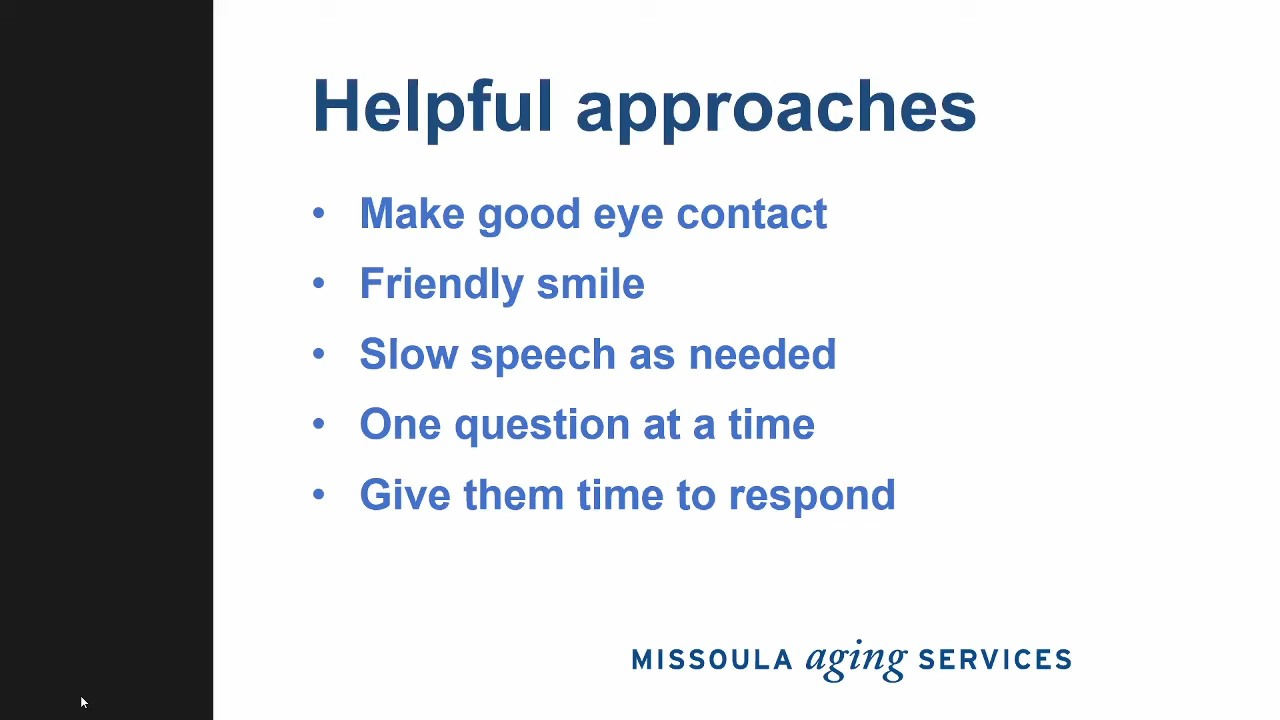 Helpful approaches
• Make good eye contact
• Friendly smile
• Slow speech as needed
• One question at a time
• Give them time to respond
MISSOULA aging SERVICES